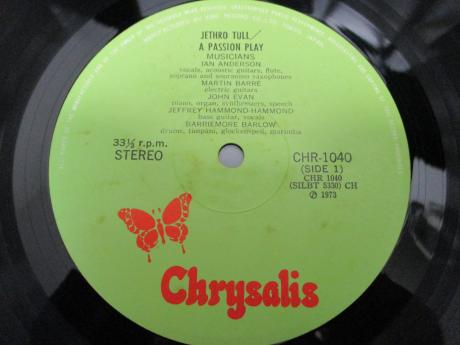 JETHRO TULL/
A PASSION PLAY
MUSICIANS
IAN ANDERSON
vocals, acoustic guitars, flute,
soprano and sopranino saxophones
MARTIN BARRE
electric guitars
JOHN EVAN
piano, organ, synthesisers, speech
JEFFREY HAMMOND-HAMMOND
bass guitar, vocals
BARRIEMORE BARLOW
drums, timpani, glockenspeil, marimba
33⅓ r.p.m.
STEREO
CHR-1040
(SIDE 1)
CHR 1040
(SILBT 5330) CH
Ⓟ 1973
Chrysalis